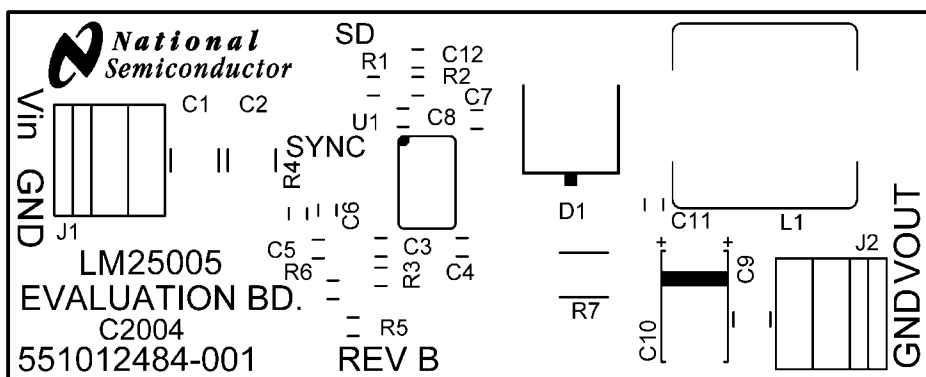 National
Semiconductor
SD
R1
C12
R2
C7
C1
C2
U1
C8
SYNC
Vin
GND
R4
C6
J1
D1
C11
L1
J2
LM25005
C5
R6
C3
R3
C4
EVALUATION BD.
C2004
R5
R7
C9
C10
551012484-001
REV B
GND
VOUT